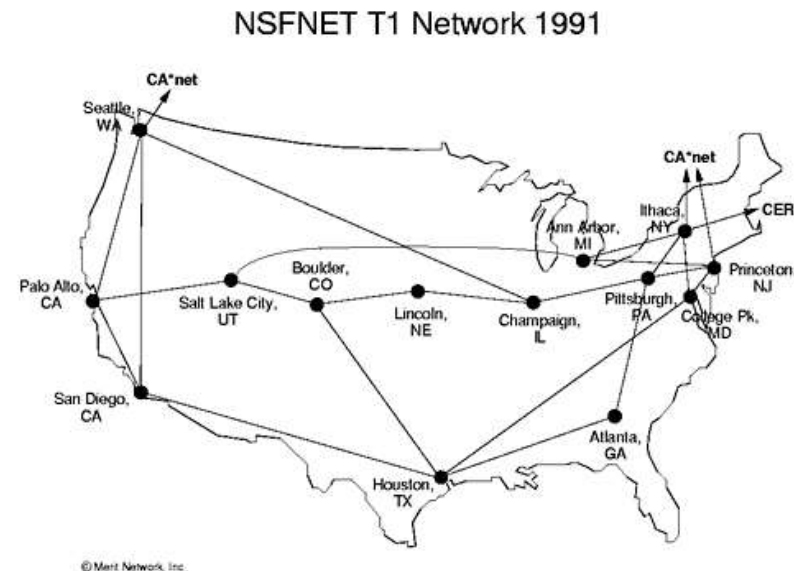 NSFNET T1 Network 1991
CA*net
Seattle,
WA
CA*net
Ithaca,
NY
CER
Ann Arbor,
MI
Boulder,
CO
Princeton
NJ
Palo Alto,
CA
Salt Lake City,
UT
Lincoln,
NE
Champaign,
IL
Pittsburgh,
PA
College Pk,
MD
San Diego,
CA
Atlanta,
GA
Houston,
TX
© Merit Network, Inc